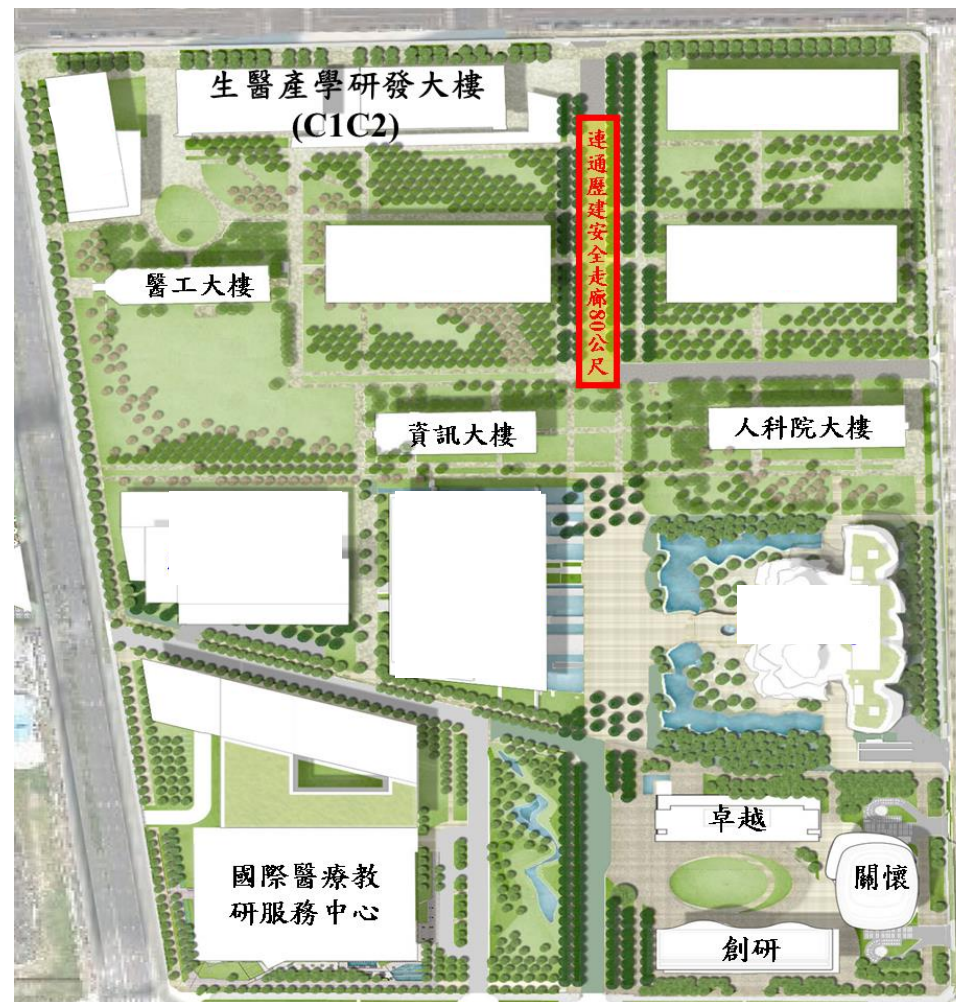 生醫產學研發大樓
(C1C2)
連通歷建安全走廊80公尺
醫工大樓
資訊大樓
人科院大樓
卓越
關懷
國際醫療教
研服務中心
創研